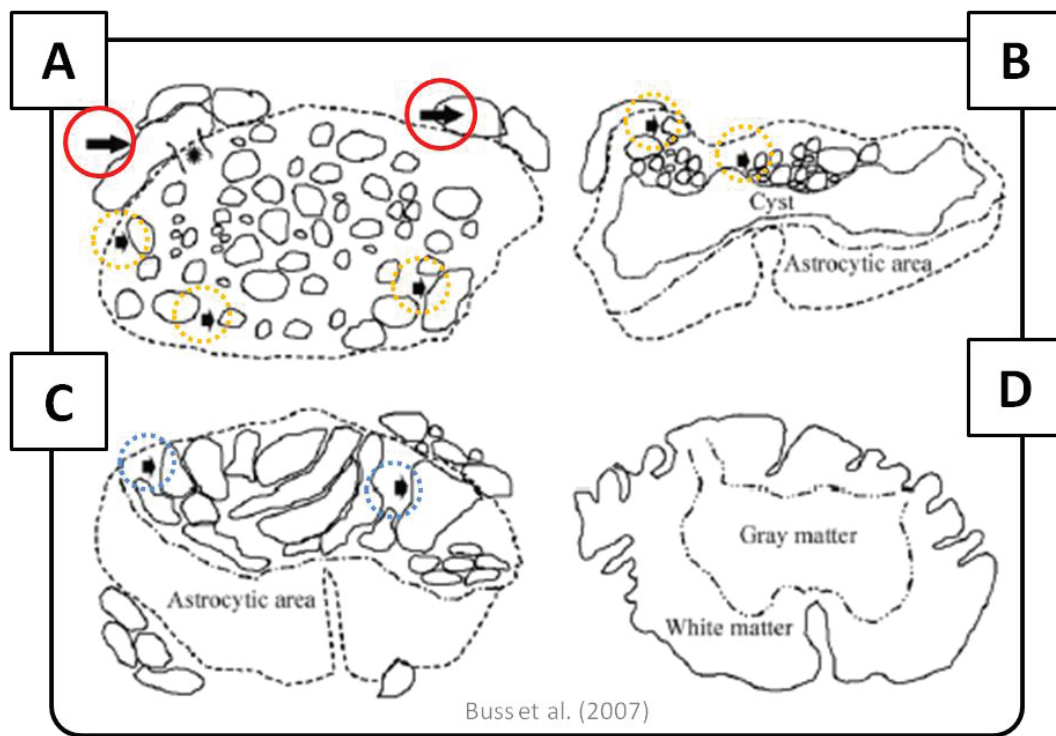 A
B
Cyst
Astrocytic area
C
D
Astrocytic area
Gray matter
White matter
Buss et al. (2007)